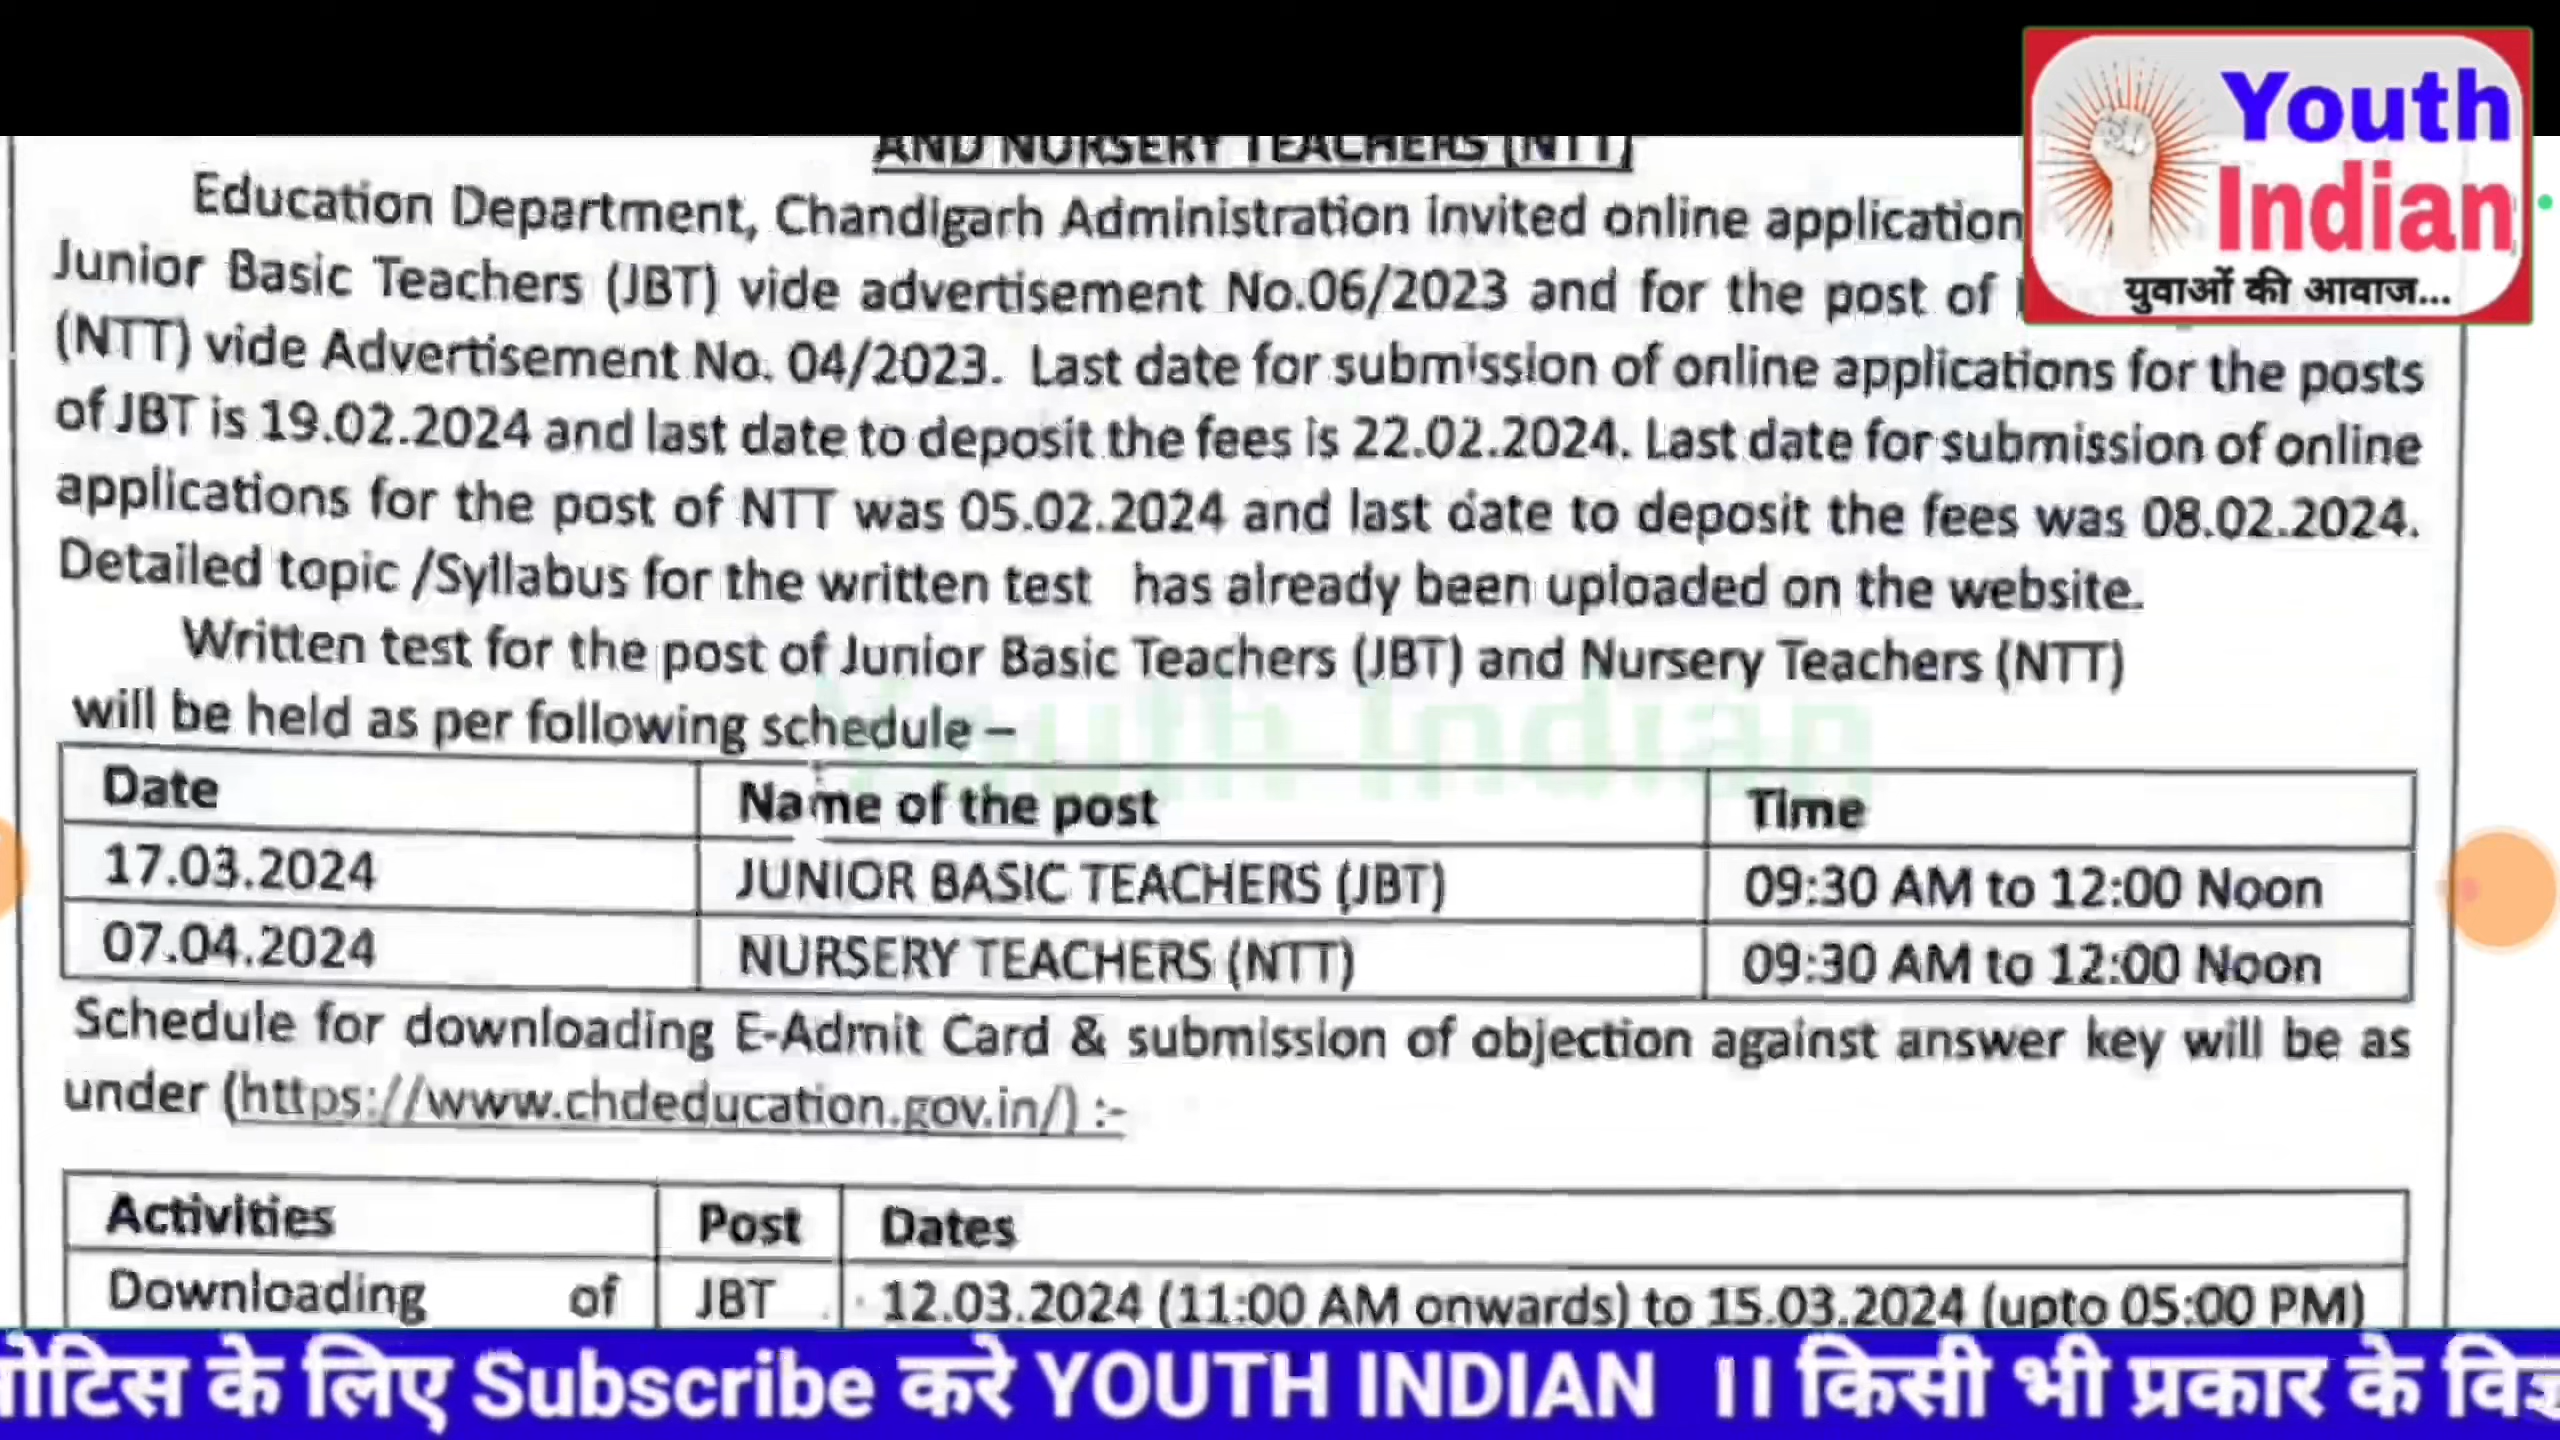 AND NURSERY TEACHERS (NTT)
Youth
Indian
युवाओं की आवाज...
Education Department, Chandigarh Administration invited online application
Junior Basic Teachers (JBT) vide advertisement No.06/2023 and for the post of
(NTT) vide Advertisement No. 04/2023. Last date for submission of online applications for the posts
of JBT is 19.02.2024 and last date to deposit the fees is 22.02.2024. Last date for submission of online
applications for the post of NTT was 05.02.2024 and last date to deposit the fees was 08.02.2024.
Detailed topic /Syllabus for the written test has already been uploaded on the website.
Written test for the post of Junior Basic Teachers (JBT) and Nursery Teachers (NTT)
will be held as per following schedule –
Youth Indian
Date Name of the post Time
17.03.2024 JUNIOR BASIC TEACHERS (JBT) 09:30 AM to 12:00 Noon
07.04.2024 NURSERY TEACHERS (NTT) 09:30 AM to 12:00 Noon
Schedule for downloading E-Admit Card & submission of objection against answer key will be as
under (https://www.chdeducation.gov.in/) :-
Activities Post Dates
Downloading of JBT 12.03.2024 (11:00 AM onwards) to 15.03.2024 (upto 05:00 PM)
के लिए Subscribe करे YOUTH INDIAN ।। किसी भी प्रकार के